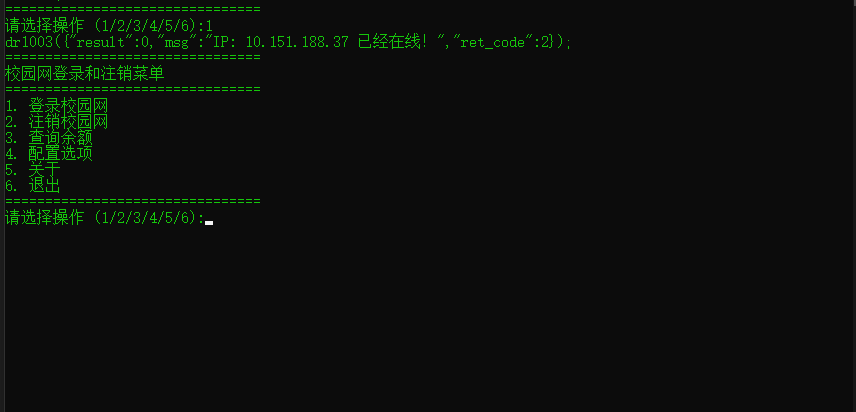 ================================
请选择操作 (1/2/3/4/5/6):1
dr1003({"result":0,"msg":"IP: 10.151.188.37 已经在线! ","ret_code":2});
================================
校园网登录和注销菜单
================================
1. 登录校园网
2. 注销校园网
3. 查询余额
4. 配置选项
5. 关于
6. 退出
================================
请选择操作 (1/2/3/4/5/6):